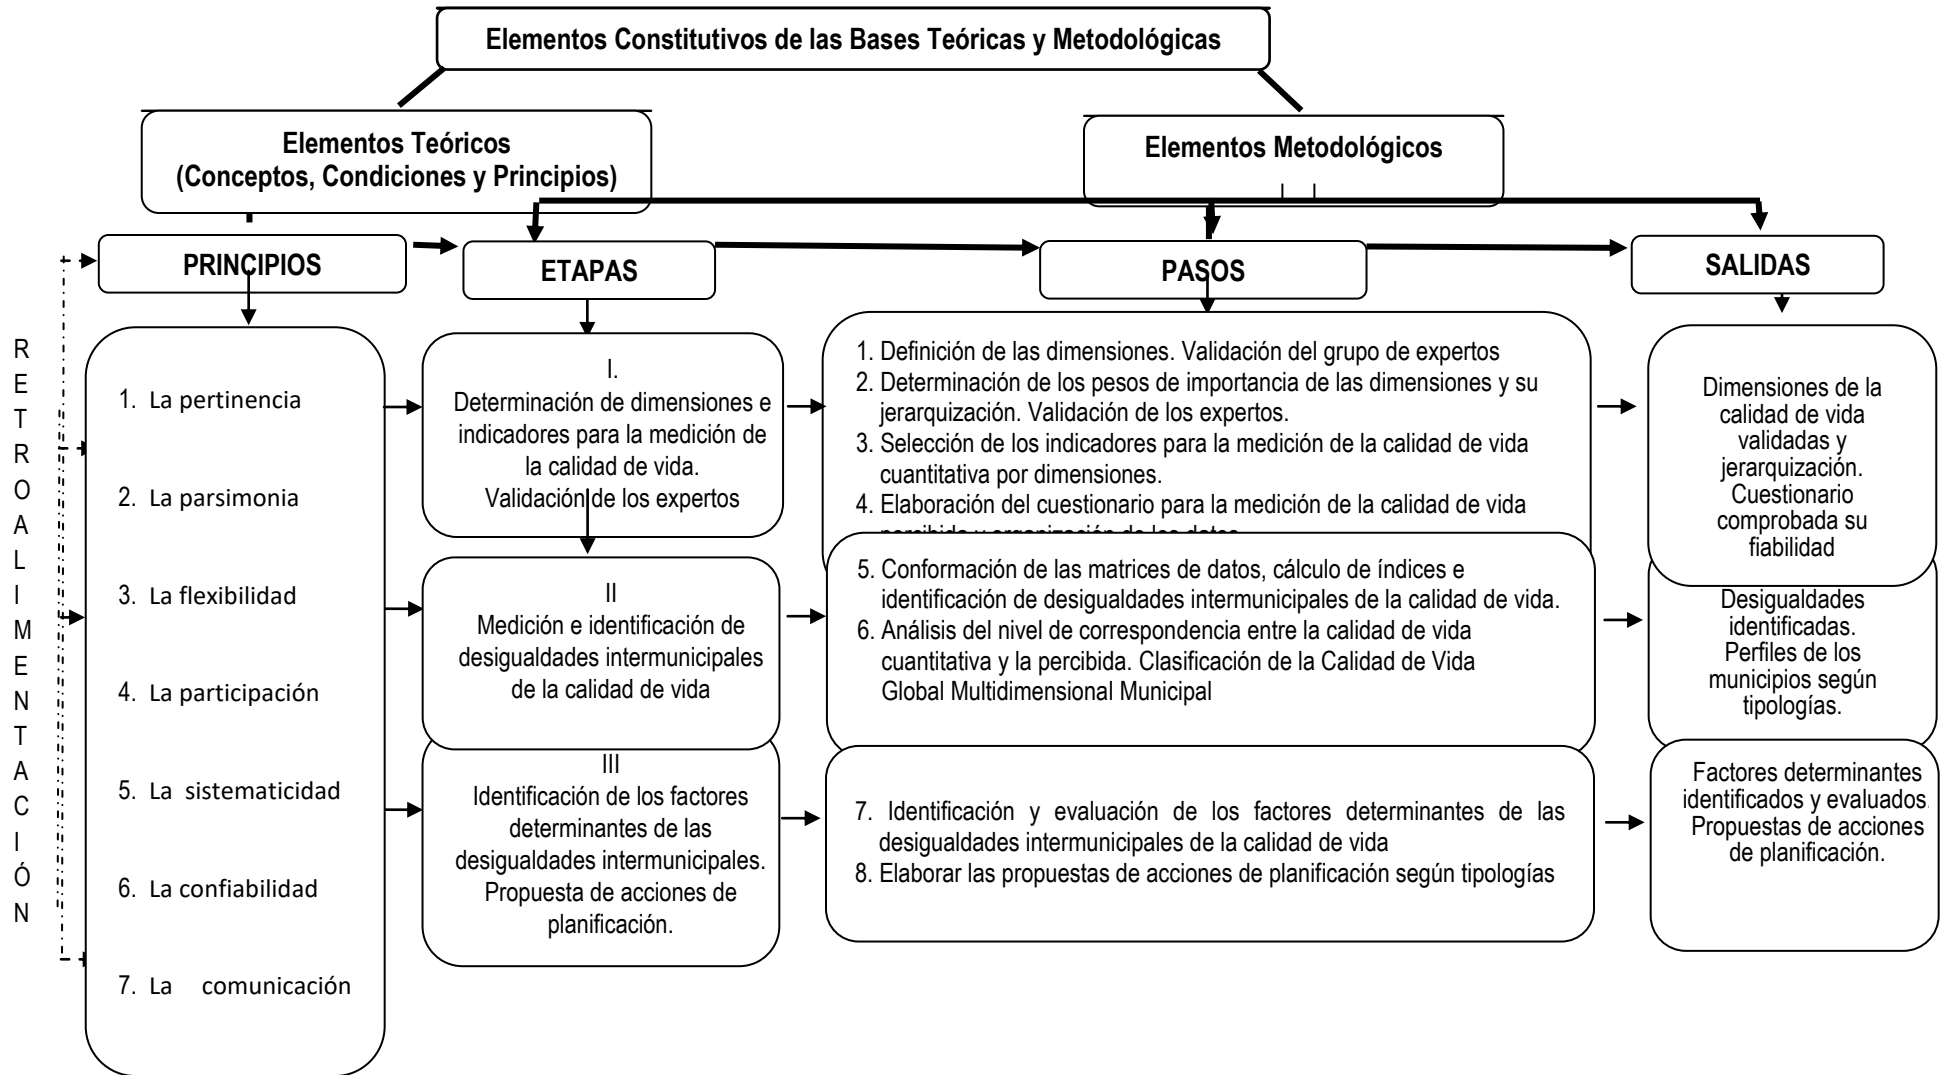 Elementos Constitutivos de las Bases Teóricas y Metodológicas
Elementos Teóricos
(Conceptos, Condiciones y Principios)
Elementos Metodológicos
PRINCIPIOS
ETAPAS
PASOS
SALIDAS
RETROALIMENTACIÓN
1. La pertinencia
2. La parsimonia
3. La flexibilidad
4. La participación
5. La sistematicidad
6. La confiabilidad
7. La comunicación
I.
Determinación de dimensiones e
indicadores para la medición de
la calidad de vida.
Validación de los expertos
II
Medición e identificación de
desigualdades intermunicipales
de la calidad de vida
III
Identificación de los factores
determinantes de las
desigualdades intermunicipales.
Propuesta de acciones de
planificación.
1. Definición de las dimensiones. Validación del grupo de expertos
2. Determinación de los pesos de importancia de las dimensiones y su
jerarquización. Validación de los expertos.
3. Selección de los indicadores para la medición de la calidad de vida
cuantitativa por dimensiones.
4. Elaboración del cuestionario para la medición de la calidad de vida
5. Conformación de las matrices de datos, cálculo de índices e
identificación de desigualdades intermunicipales de la calidad de vida.
6. Análisis del nivel de correspondencia entre la calidad de vida
cuantitativa y la percibida. Clasificación de la Calidad de Vida
Global Multidimensional Municipal
7. Identificación y evaluación de los factores determinantes de las
desigualdades intermunicipales de la calidad de vida
8. Elaborar las propuestas de acciones de planificación según tipologías
Dimensiones de la
calidad de vida
validadas y
jerarquización.
Cuestionario
comprobada su
fiabilidad
Desigualdades
identificadas.
Perfiles de los
municipios según
tipologías.
Factores determinantes
identificados y evaluados.
Propuestas de acciones
de planificación.